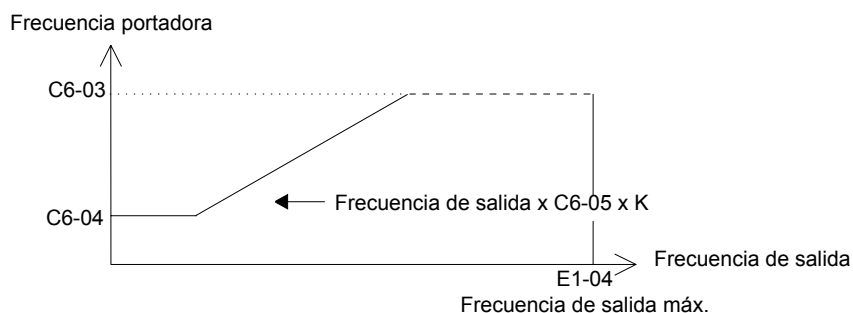 Frecuencia portadora
C6-03
Frecuencia de salida x C6-05 x K
C6-04
Frecuencia de salida
E1-04
Frecuencia de salida máx.